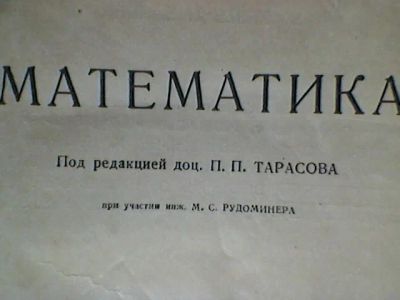 МАТЕМАТИКА
Под редакцией доц. П. П. ТАРАСОВА
при участии инж. М. С. РУДОМИНЕРА